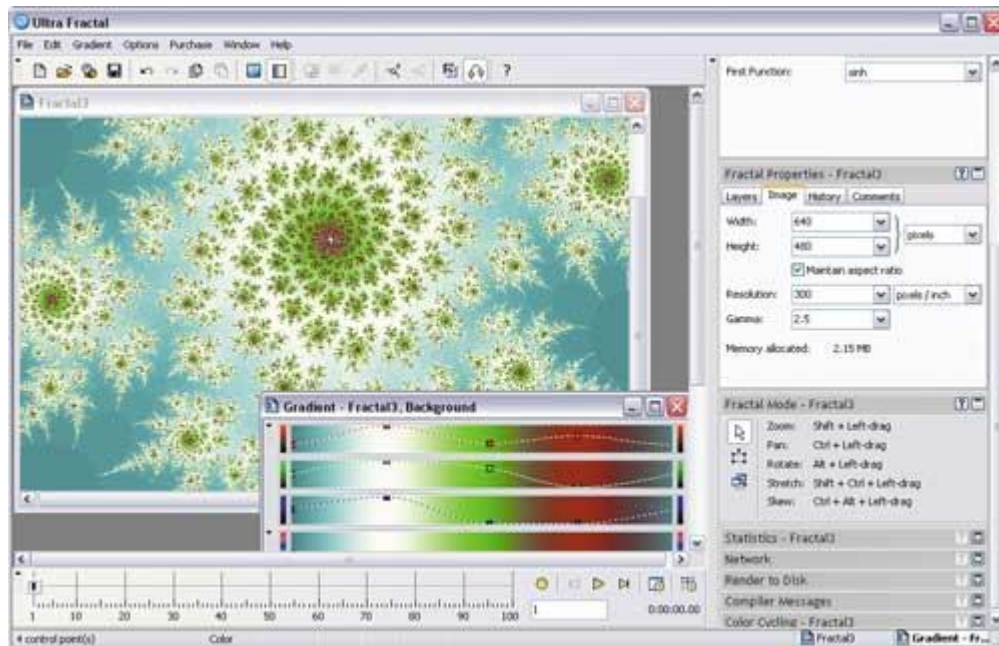 Ultra Fractal
File Edit Gradient Options Purchase Window Help
Fractal3
First Function: sinh
Fractal Properties - Fractal3
Layers Image History Comments
Width: 640
pixels
Height: 480
Maintain aspect ratio
Resolution: 300 pixels / inch
Gamma: 2.5
Memory allocated: 2.15 MB
Gradient - Fractal3, Background
Fractal Mode - Fractal3
Zoom: Shift + Left-drag
Pan: Ctrl + Left-drag
Rotate: Alt + Left-drag
Stretch: Shift + Ctrl + Left-drag
Skew: Ctrl + Alt + Left-drag
Statistics - Fractal3
Network
Render to Disk
Compiler Messages
Color Cycling - Fractal3
1 10 20 30 40 50 60 70 80 90 100
1
0:00:00.00
4 control point(s) Color
Fractal3 Gradient - Fr...